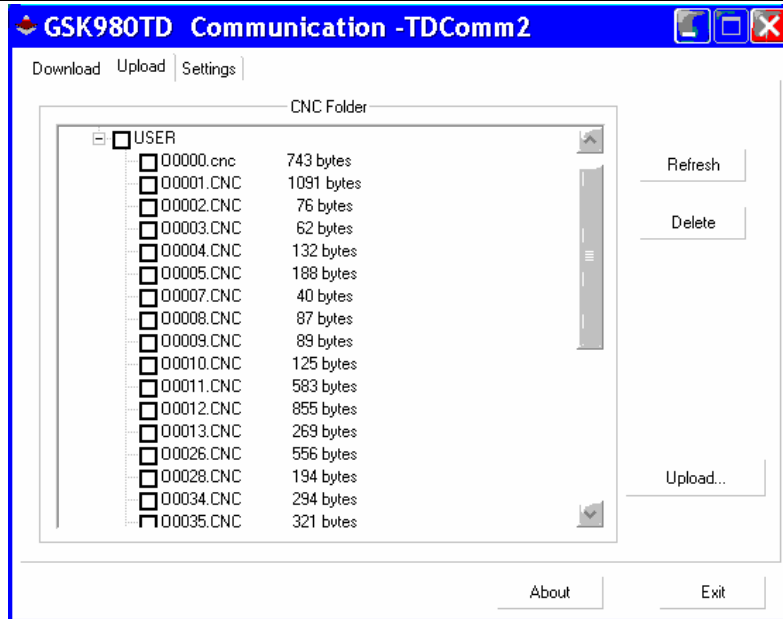 GSK980TD Communication -TDComm2
Download Upload Settings
CNC Folder
USER
O0000.cnc 743 bytes
O0001.CNC 1091 bytes
O0002.CNC 76 bytes
O0003.CNC 62 bytes
O0004.CNC 132 bytes
O0005.CNC 188 bytes
O0007.CNC 40 bytes
O0008.CNC 87 bytes
O0009.CNC 89 bytes
O0010.CNC 125 bytes
O0011.CNC 583 bytes
O0012.CNC 855 bytes
O0013.CNC 269 bytes
O0026.CNC 556 bytes
O0028.CNC 194 bytes
O0034.CNC 294 bytes
O0035.CNC 321 bytes
Refresh
Delete
Upload...
About Exit